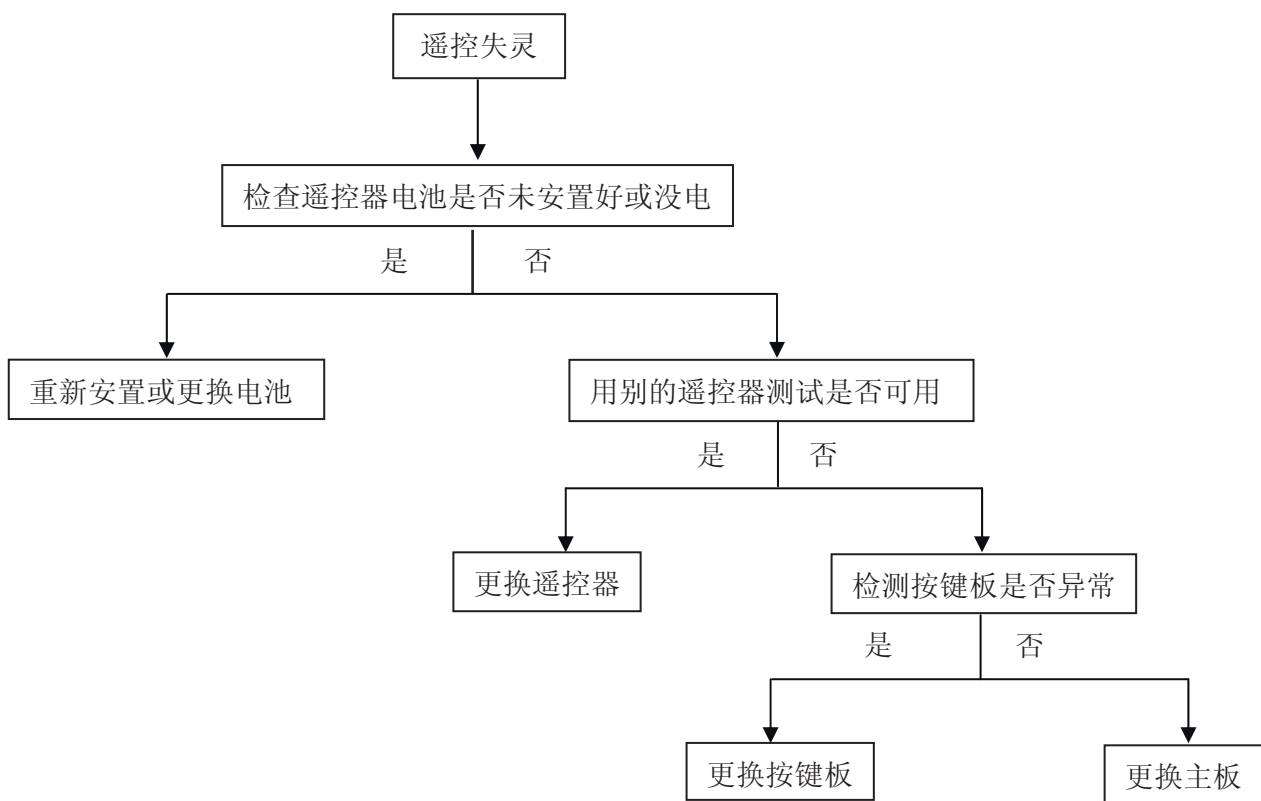 遥控失灵
检查遥控器电池是否未安置好或没电
是 否
重新安置或更换电池
用别的遥控器测试是否可用
是 否
更换遥控器
检测按键板是否异常
是 否
更换按键板
更换主板